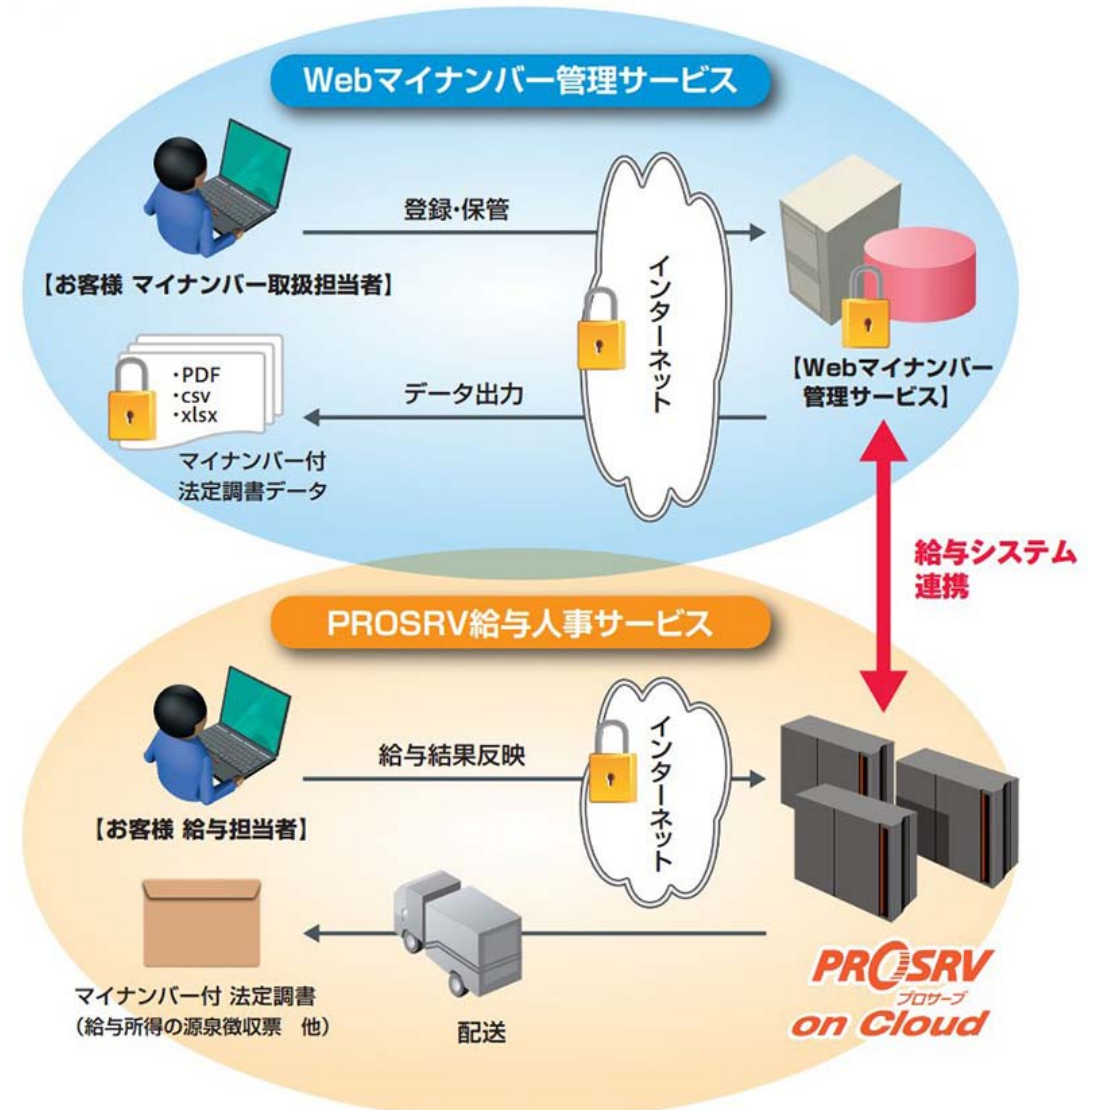 Webマイナンバー管理サービス
登録・保管
【お客様 マイナンバー取扱担当者】
インターネット
・PDF
・csv
・xlsx
データ出力
【Webマイナンバー
管理サービス】
マイナンバー付
法定調書データ
給与システム
連携
PROSRV給与人事サービス
給与結果反映
インターネット
【お客様 給与担当者】
マイナンバー付 法定調書
（給与所得の源泉徴収票　他）
配送
PROSRV
プロサーブ
on Cloud